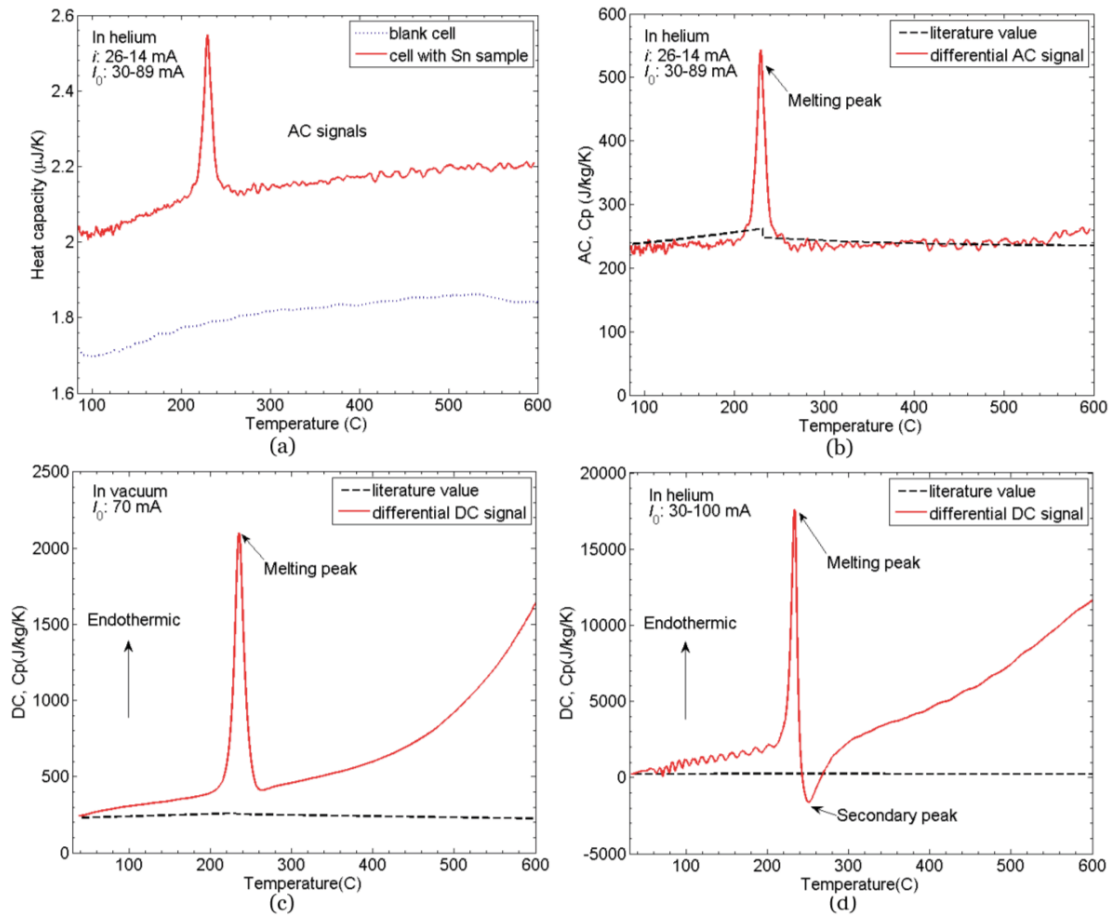 In helium
i: 26-14 mA
I0: 30-89 mA
blank cell
cell with Sn sample
AC signals
Heat capacity (μJ/K)
2.6
2.4
2.2
2
1.8
1.6
100 200 300 400 500 600
Temperature (C)
(a)
In helium
i: 26-14 mA
I0: 30-89 mA
literature value
differential AC signal
Melting peak
AC, Cp (J/kg/K)
600
500
400
300
200
100
0
100 200 300 400 500 600
Temperature (C)
(b)
In vacuum
I0: 70 mA
literature value
differential DC signal
Melting peak
Endothermic
DC, Cp(J/kg/K)
2500
2000
1500
1000
500
0
100 200 300 400 500 600
Temperature(C)
(c)
In helium
I0: 30-100 mA
literature value
differential DC signal
Melting peak
Endothermic
Secondary peak
DC, Cp(J/kg/K)
20000
15000
10000
5000
0
-5000
100 200 300 400 500 600
Temperature(C)
(d)